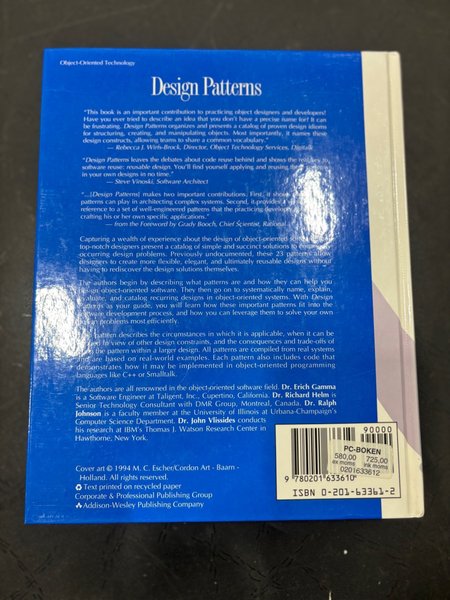 Object-Oriented Technology
Design Patterns
"This book is an important contribution to practicing object designers and developers!
Have you ever tried to describe an idea that you don't have a precise name for? It can
be frustrating. Design Patterns organizes and presents a catalog of proven design idioms
for structuring, creating, and manipulating objects. Most importantly, it names these
design constructs, allowing teams to share a common vocabulary."
— Rebecca J. Wirfs-Brock, Director, Object Technology Services, Digitalk
"Design Patterns leaves the debates about code reuse behind and shows the real key to
software reuse: reusable design. You'll find yourself applying and reusing the
in your own designs in no time."
— Steve Vinoski, Software Architect
"...[Design Patterns] makes two important contributions. First, it shows
patterns can play in architecting complex systems. Second, it provides a
reference to a set of well-engineered patterns that the practicing developer
crafting his or her own specific applications."
— from the Foreword by Grady Booch, Chief Scientist, Rational
Capturing a wealth of experience about the design of object-oriented
top-notch designers present a catalog of simple and succinct solutions to
occurring design problems. Previously undocumented, these 23 patterns allow
designers to create more flexible, elegant, and ultimately reusable designs without
having to rediscover the design solutions themselves.
The authors begin by describing what patterns are and how they can help you
design object-oriented software. They then go on to systematically name, explain,
evaluate, and catalog recurring designs in object-oriented systems. With Design
Patterns as your guide, you will learn how these important patterns fit into the
software development process, and how you can leverage them to solve your own
design problems most efficiently.
Each pattern describes the circumstances in which it is applicable, when it can be
applied in view of other design constraints, and the consequences and trade-offs of
using the pattern within a larger design. All patterns are compiled from real systems
and are based on real-world examples. Each pattern also includes code that
demonstrates how it may be implemented in object-oriented programming
languages like C++ or Smalltalk.
The authors are all renowned in the object-oriented software field. Dr. Erich Gamma
is a Software Engineer at Taligent, Inc., Cupertino, California. Dr. Richard Helm is
Senior Technology Consultant with DMR Group, Montreal, Canada. Dr. Ralph
Johnson is a faculty member at the University of Illinois at Urbana-Champaign's
Computer Science Department. Dr. John Vlissides conducts
his research at IBM's Thomas J. Watson Research Center in
Hawthorne, New York.
Cover art © 1994 M. C. Escher/Cordon Art - Baarn -
Holland. All rights reserved.
Text printed on recycled paper
Corporate & Professional Publishing Group
Addison-Wesley Publishing Company
90000
PC-BOKEN
580,00 725,00
ex moms ink moms
0201633612
9 780201 633610
ISBN 0-201-63361-2